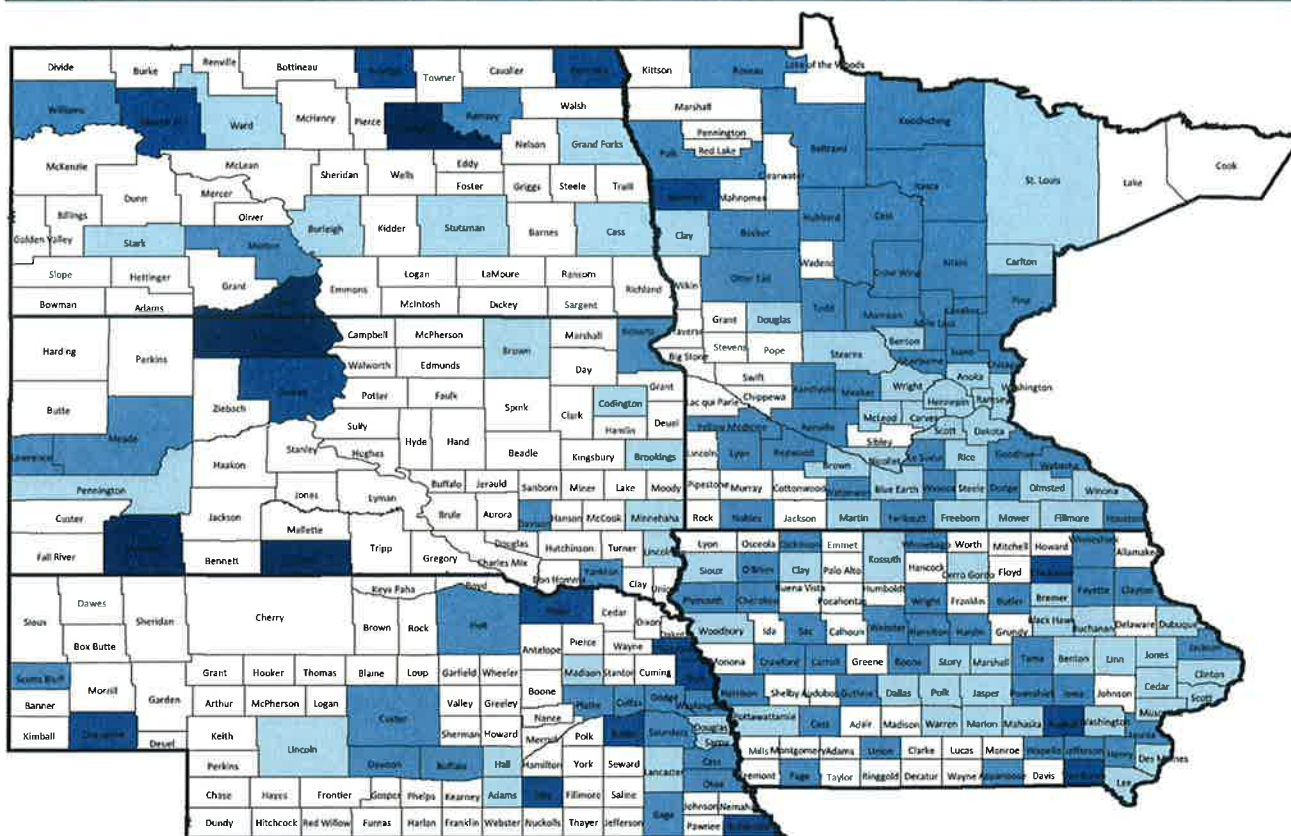 Divide
Burke
Renville
Bottineau
Towner
Cavalier
Kittson
Roseau
Lake of the Woods
Williams
Ward
McHenry
Pierce
Ramsey
Walsh
Marshall
Koochiching
Pennington
Red Lake
Polk
Beltrami
Clearwater
Itasca
St. Louis
Lake
Cook
McKenzie
McLean
Sheridan
Wells
Eddy
Foster
Nelson
Grand Forks
Griggs
Steele
Traill
Mahnomen
Dunn
Mercer
Oliver
Billings
Golden Valley
Stark
Morton
Burleigh
Kidder
Stutsman
Barnes
Cass
Clay
Becker
Hubbard
Cass
Wadena
Crow Wing
Aitkin
Carlton
Slope
Hettinger
Grant
Emmons
Logan
LaMoure
Ransom
Richland
Wilkin
Otter Tail
Bowman
Adams
McIntosh
Dickey
Sargent
Todd
Morrison
Mille Lacs
Pine
Grant
Douglas
Harding
Perkins
Campbell
McPherson
Brown
Marshall
Roberts
Stevens
Pope
Stearns
Benton
Isanti
Big Stone
Walworth
Edmunds
Day
Swift
Wright
Anoka
Washington
Butte
Meade
Ziebach
Potter
Faulk
Spink
Clark
Codington
Grant
Deuel
Hamlin
Lac qui Parle
Chippewa
Kandiyohi
Meeker
Hennepin
Ramsey
McLeod
Carver
Scott
Dakota
Lawrence
Haakon
Stanley
Sully
Hughes
Hyde
Hand
Beadle
Kingsbury
Brookings
Yellow Medicine
Renville
Sibley
Lincoln
Lyon
Redwood
Brown
Nicollet
Le Sueur
Rice
Goodhue
Wabasha
Pennington
Custer
Jackson
Jones
Lyman
Buffalo
Jerauld
Sanborn
Miner
Lake
Moody
Pipestone
Murray
Cottonwood
Watonwan
Blue Earth
Waseca
Steele
Dodge
Olmsted
Winona
Mellette
Brule
Aurora
Davison
Hanson
McCook
Minnehaha
Rock
Nobles
Jackson
Martin
Faribault
Freeborn
Mower
Fillmore
Houston
Fall River
Bennett
Tripp
Gregory
Douglas
Charles Mix
Hutchinson
Turner
Lincoln
Yankton
Clay
Lyon
Osceola
Dickinson
Emmet
Kossuth
Winnebago
Worth
Mitchell
Howard
Winneshiek
Allamakee
Sioux
O'Brien
Clay
Palo Alto
Hancock
Cerro Gordo
Floyd
Sioux
Dawes
Sheridan
Cherry
Keya Paha
Boyd
Brown
Rock
Holt
Cedar
Dixon
Plymouth
Cherokee
Buena Vista
Pocahontas
Humboldt
Wright
Franklin
Butler
Bremer
Fayette
Clayton
Box Butte
Antelope
Pierce
Wayne
Woodbury
Ida
Sac
Calhoun
Webster
Hamilton
Hardin
Grundy
Black Hawk
Buchanan
Delaware
Dubuque
Scotts Bluff
Morrill
Garden
Grant
Hooker
Thomas
Blaine
Loup
Garfield
Wheeler
Boone
Madison
Stanton
Cuming
Monona
Crawford
Carroll
Greene
Boone
Story
Marshall
Tama
Benton
Linn
Jones
Jackson
Clinton
Banner
Kimball
Cheyenne
Deuel
Arthur
McPherson
Logan
Custer
Valley
Greeley
Nance
Platte
Colfax
Dodge
Washington
Harrison
Shelby
Audubon
Guthrie
Dallas
Polk
Jasper
Poweshiek
Iowa
Johnson
Cedar
Scott
Keith
Lincoln
Sherman
Howard
Merrick
Polk
Saunders
Douglas
Sarpy
Pottawattamie
Cass
Adair
Madison
Warren
Marion
Mahaska
Washington
Perkins
Dawson
Buffalo
Hall
Hamilton
York
Seward
Lancaster
Cass
Otoe
Mills
Montgomery
Adams
Union
Clarke
Lucas
Monroe
Wapello
Jefferson
Henry
Des Moines
Chase
Hayes
Frontier
Gosper
Phelps
Kearney
Adams
Fillmore
Saline
Johnson
Page
Taylor
Ringgold
Decatur
Wayne
Appanoose
Davis
Lee
Dundy
Hitchcock
Red Willow
Furnas
Harlan
Franklin
Webster
Nuckolls
Thayer
Jefferson
Gage
Pawnee